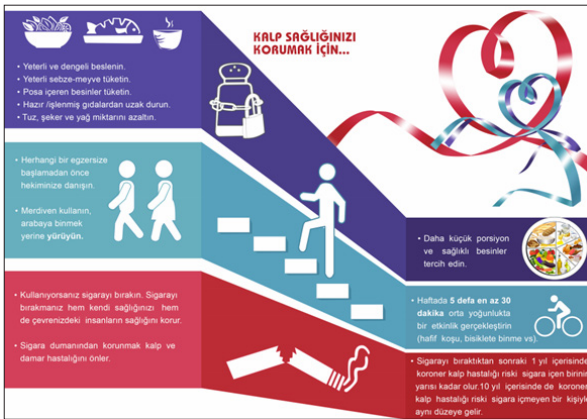 KALP SAĞLIĞINIZI
KORUMAK İÇİN...
• Yeterli ve dengeli beslenin.
• Yeterli sebze-meyve tüketin.
• Posa içeren besinler tüketin.
• Hazır /işlenmiş gıdalardan uzak durun.
• Tuz, şeker ve yağ miktarını azaltın.
• Herhangi bir egzersize
başlamadan önce
hekiminize danışın.
• Merdiven kullanın,
arabaya binmek
yerine yürüyün.
• Kullanıyorsanız sigarayı bırakın. Sigarayı
bırakmanız hem kendi sağlığınızı hem
de çevrenizdeki insanların sağlığını korur.
• Sigara dumanından korunmak kalp ve
damar hastalığını önler.
• Daha küçük porsiyon
ve sağlıklı besinler
tercih edin.
• Haftada 5 defa en az 30
dakika orta yoğunlukta
bir etkinlik gerçekleştirin
(hafif koşu, bisiklete binme vs).
• Sigarayı bıraktıktan sonraki 1 yıl içerisinde
koroner kalp hastalığı riski sigara içen birinin
yarısı kadar olur.10 yıl içerisinde de koroner
kalp hastalığı riski sigara içmeyen bir kişiyle
aynı düzeye gelir.